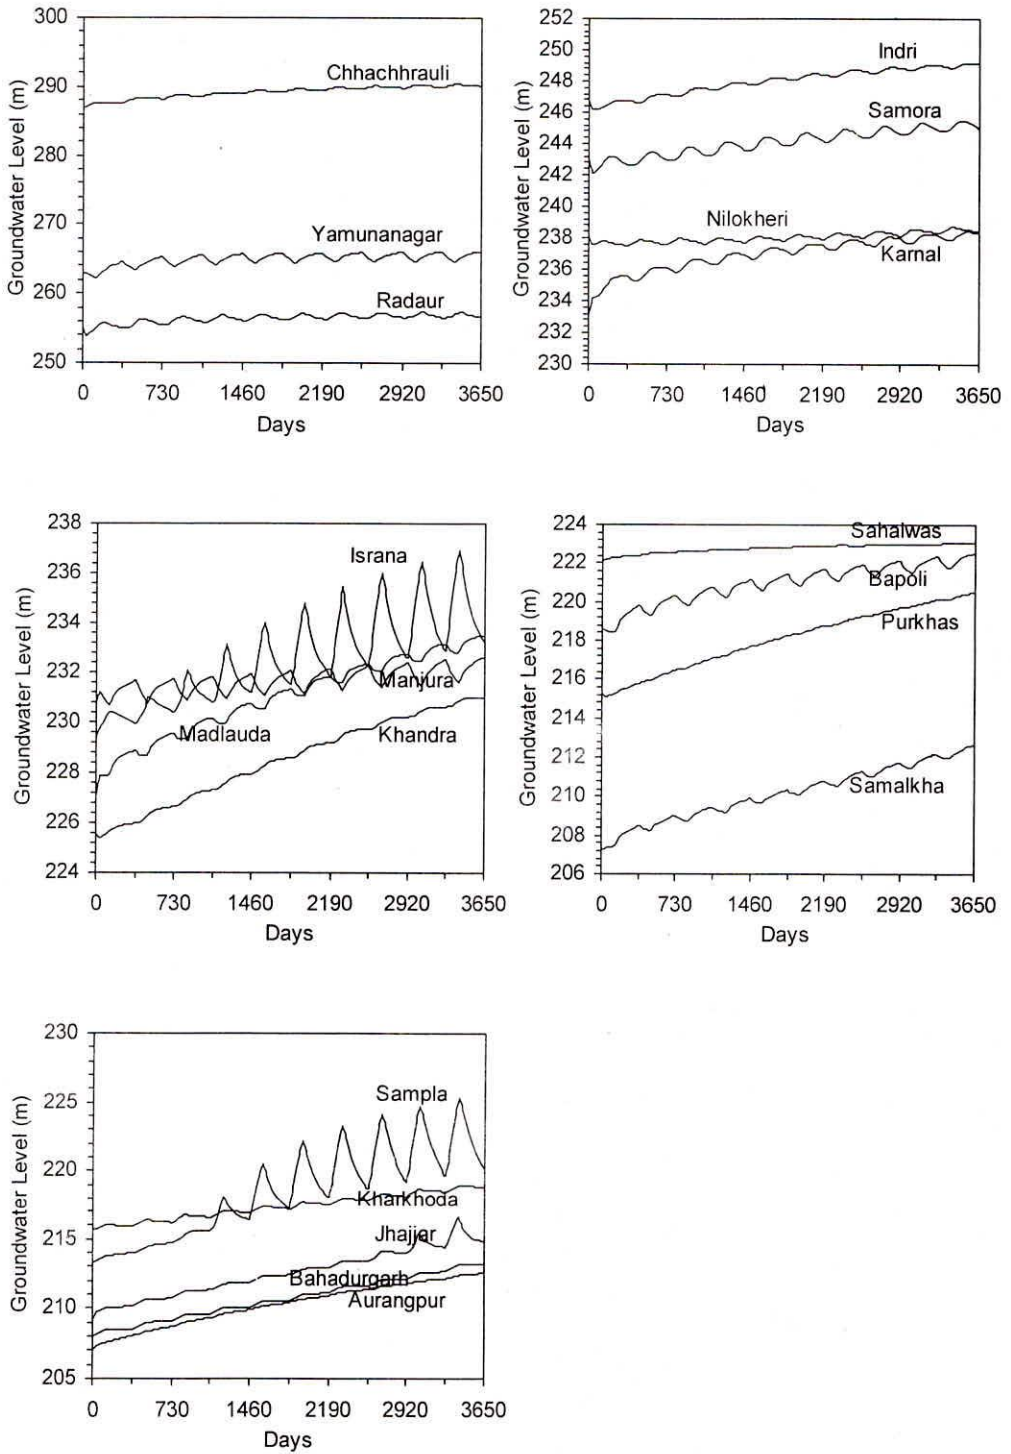 300
290
280
270
260
250
Groundwater Level (m)
Chhachhrauli
Yamunanagar
Radaur
0 730 1460 2190 2920 3650
Days
252
250
248
246
244
242
240
238
236
234
232
230
Groundwater Level (m)
Indri
Samora
Nilokheri
Karnal
0 730 1460 2190 2920 3650
Days
238
236
234
232
230
228
226
224
Groundwater Level (m)
Israna
Manjura
Madlauda
Khandra
0 730 1460 2190 2920 3650
Days
224
222
220
218
216
214
212
210
208
206
Groundwater Level (m)
Sahalwas
Bapoli
Purkhas
Samalkha
0 730 1460 2190 2920 3650
Days
230
225
220
215
210
205
Groundwater Level (m)
Sampla
Kharkhoda
Jhajjar
Bahadurgarh
Aurangpur
0 730 1460 2190 2920 3650
Days